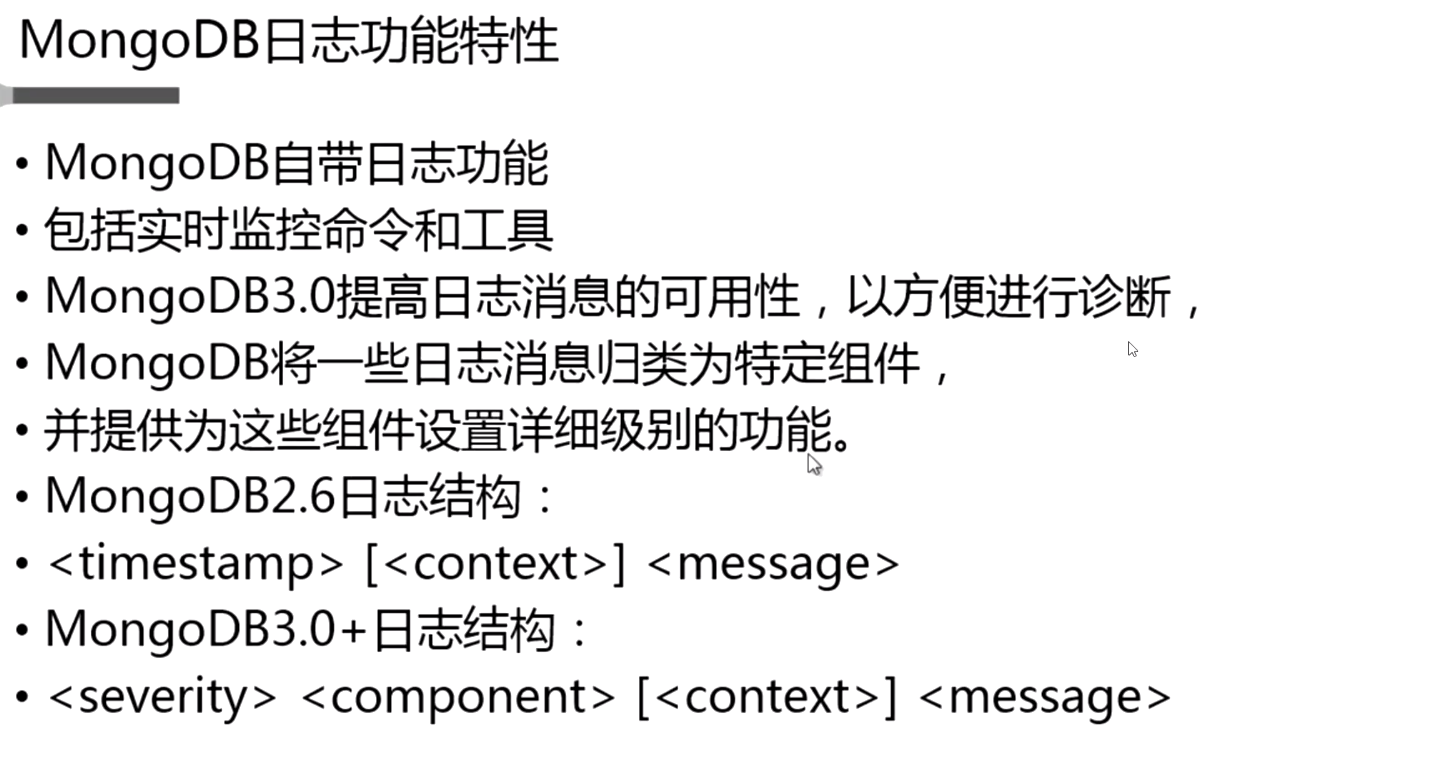 MongoDB日志功能特性
• MongoDB自带日志功能
• 包括实时监控命令和工具
• MongoDB3.0提高日志消息的可用性，以方便进行诊断，
• MongoDB将一些日志消息归类为特定组件，
• 并提供为这些组件设置详细级别的功能。
• MongoDB2.6日志结构：
• <timestamp> [<context>] <message>
• MongoDB3.0+日志结构：
• <severity> <component> [<context>] <message>